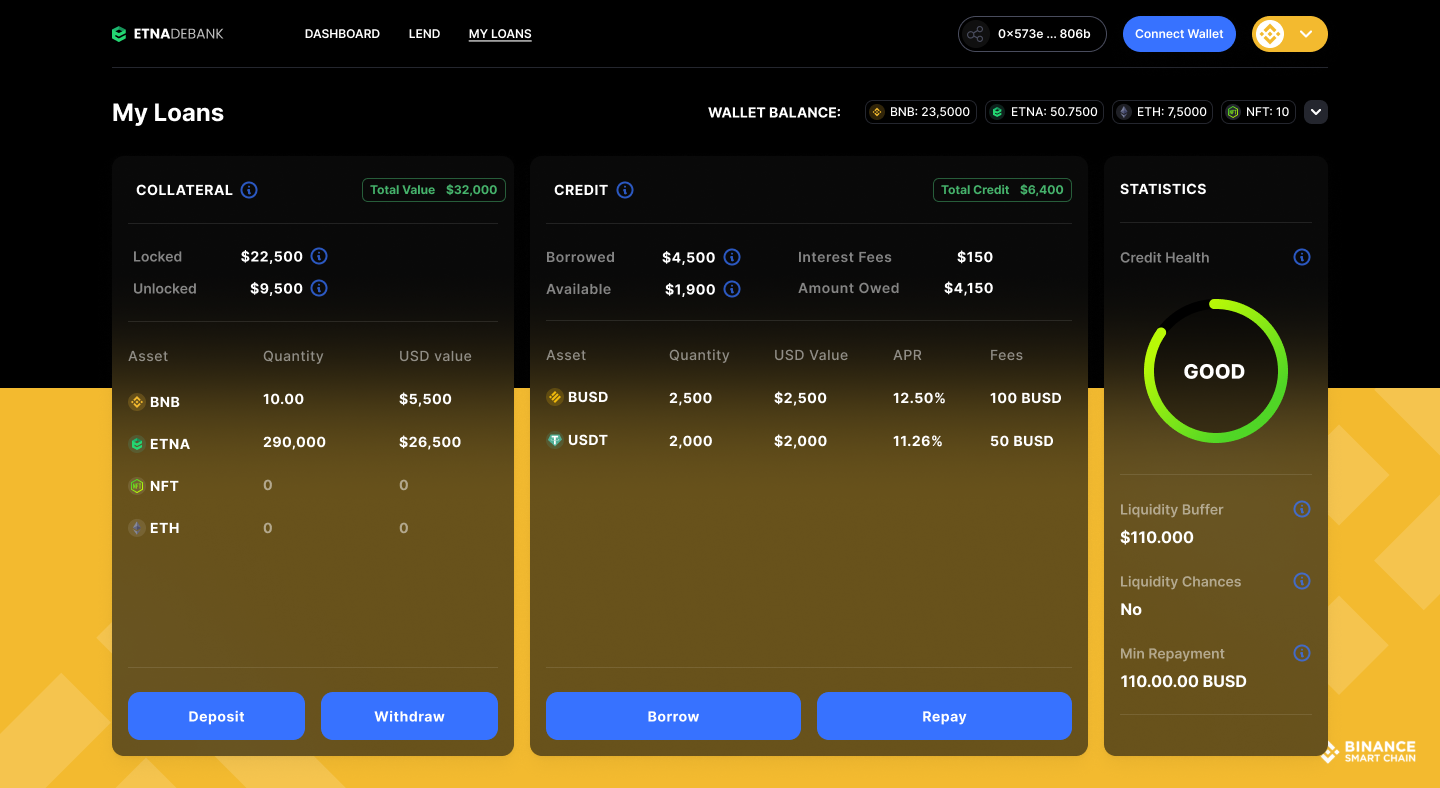 ETNADEBANK DASHBOARD LEND MY LOANS 0x573e ... 806b Connect Wallet
My Loans WALLET BALANCE: BNB: 23,5000 ETNA: 50.7500 ETH: 7,5000 NFT: 10
COLLATERAL Total Value $32,000
Locked $22,500
Unlocked $9,500
Asset Quantity USD value
BNB 10.00 $5,500
ETNA 290,000 $26,500
NFT 0 0
ETH 0 0
Deposit Withdraw
CREDIT Total Credit $6,400
Borrowed $4,500 Interest Fees $150
Available $1,900 Amount Owed $4,150
Asset Quantity USD Value APR Fees
BUSD 2,500 $2,500 12.50% 100 BUSD
USDT 2,000 $2,000 11.26% 50 BUSD
Borrow Repay
STATISTICS
Credit Health
GOOD
Liquidity Buffer
$110.000
Liquidity Chances
No
Min Repayment
110.00.00 BUSD
BINANCE
SMART CHAIN